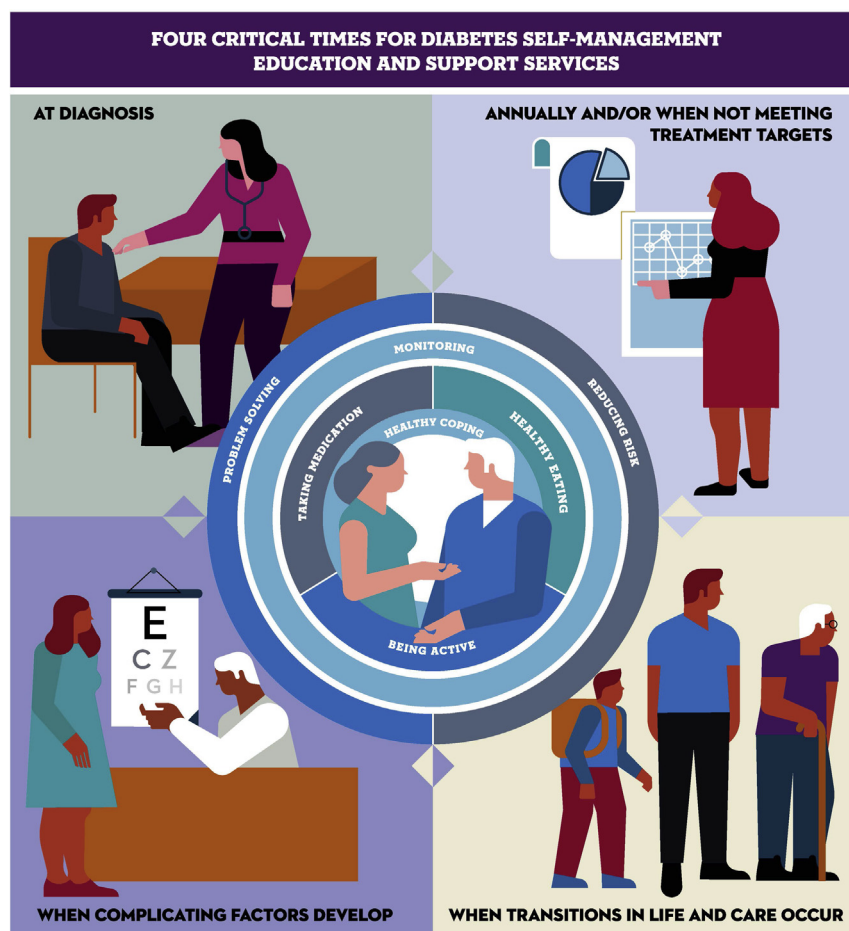 FOUR CRITICAL TIMES FOR DIABETES SELF-MANAGEMENT
EDUCATION AND SUPPORT SERVICES
AT DIAGNOSIS
ANNUALLY AND/OR WHEN NOT MEETING
TREATMENT TARGETS
PROBLEM SOLVING
MONITORING
REDUCING RISK
TAKING MEDICATION
HEALTHY COPING
HEALTHY EATING
BEING ACTIVE
E
C Z
F G H
WHEN COMPLICATING FACTORS DEVELOP
WHEN TRANSITIONS IN LIFE AND CARE OCCUR